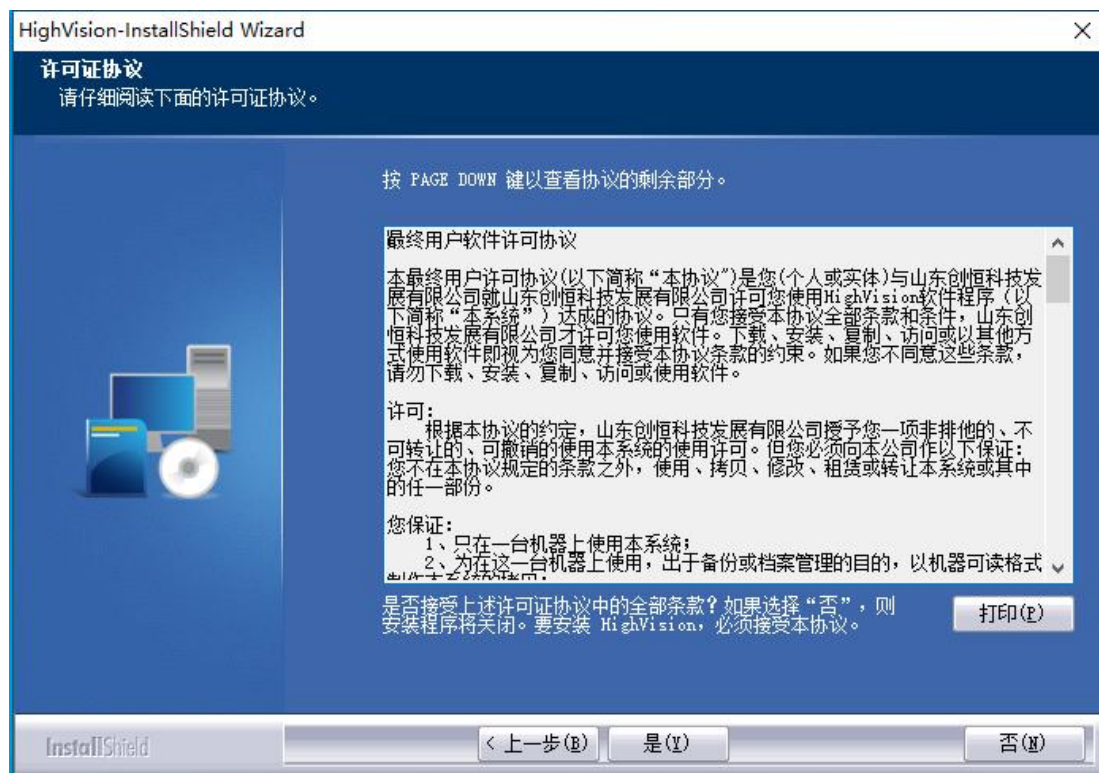 HighVision-InstallShield Wizard
许可证协议
请仔细阅读下面的许可证协议。
按 PAGE DOWN 键以查看协议的剩余部分。
最终用户软件许可协议
本最终用户许可协议(以下简称“本协议”)是您(个人或实体)与山东创恒科技发
展有限公司就山东创恒科技发展有限公司许可您使用HighVision软件程序（以
下简称“本系统”）达成的协议。只有您接受本协议全部条款和条件，山东创
恒科技发展有限公司才许可您使用软件。下载、安装、复制、访问或以其他方
式使用软件即视为您同意并接受本协议条款的约束。如果您不同意这些条款，
请勿下载、安装、复制、访问或使用软件。
许可：
根据本协议的约定，山东创恒科技发展有限公司授予您一项非排他的、不
可转让的、可撤销的使用本系统的使用许可。但您必须向本公司作以下保证：
您不在本协议规定的条款之外，使用、拷贝、修改、租赁或转让本系统或其中
的任一部份。
您保证：
1、只在一台机器上使用本系统；
2、为在这一台机器上使用，出于备份或档案管理的目的，以机器可读格式
制作本系统的拷贝；
是否接受上述许可证协议中的全部条款？如果选择“否”，则
安装程序将关闭。要安装 HighVision，必须接受本协议。
打印(P)
InstallShield
< 上一步(B)
是(Y)
否(N)